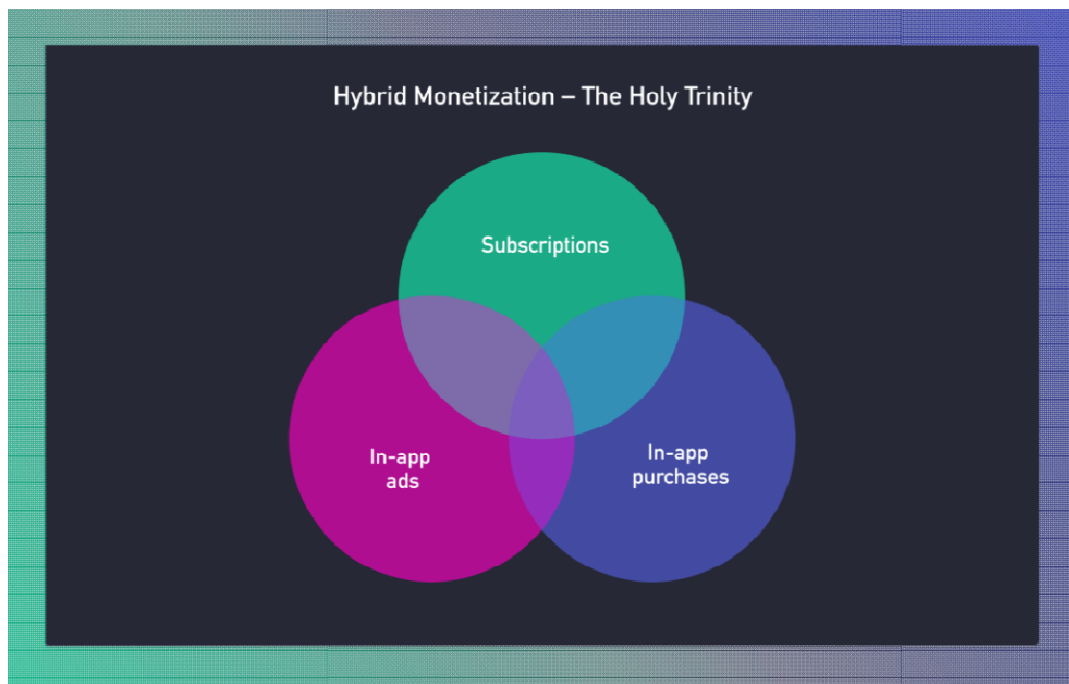 Hybrid Monetization – The Holy Trinity
Subscriptions
In-app
ads
In-app
purchases